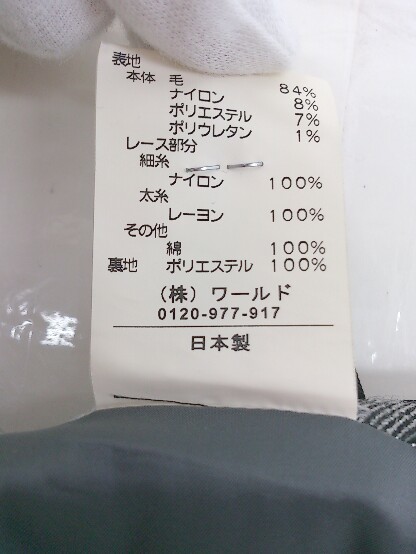 表地
本体 毛 84%
ナイロン 8%
ポリエステル 7%
ポリウレタン 1%
レース部分
細糸
ナイロン 100%
太糸
レーヨン 100%
その他
綿 100%
裏地 ポリエステル 100%
(株) ワールド
0120-977-917
日本製